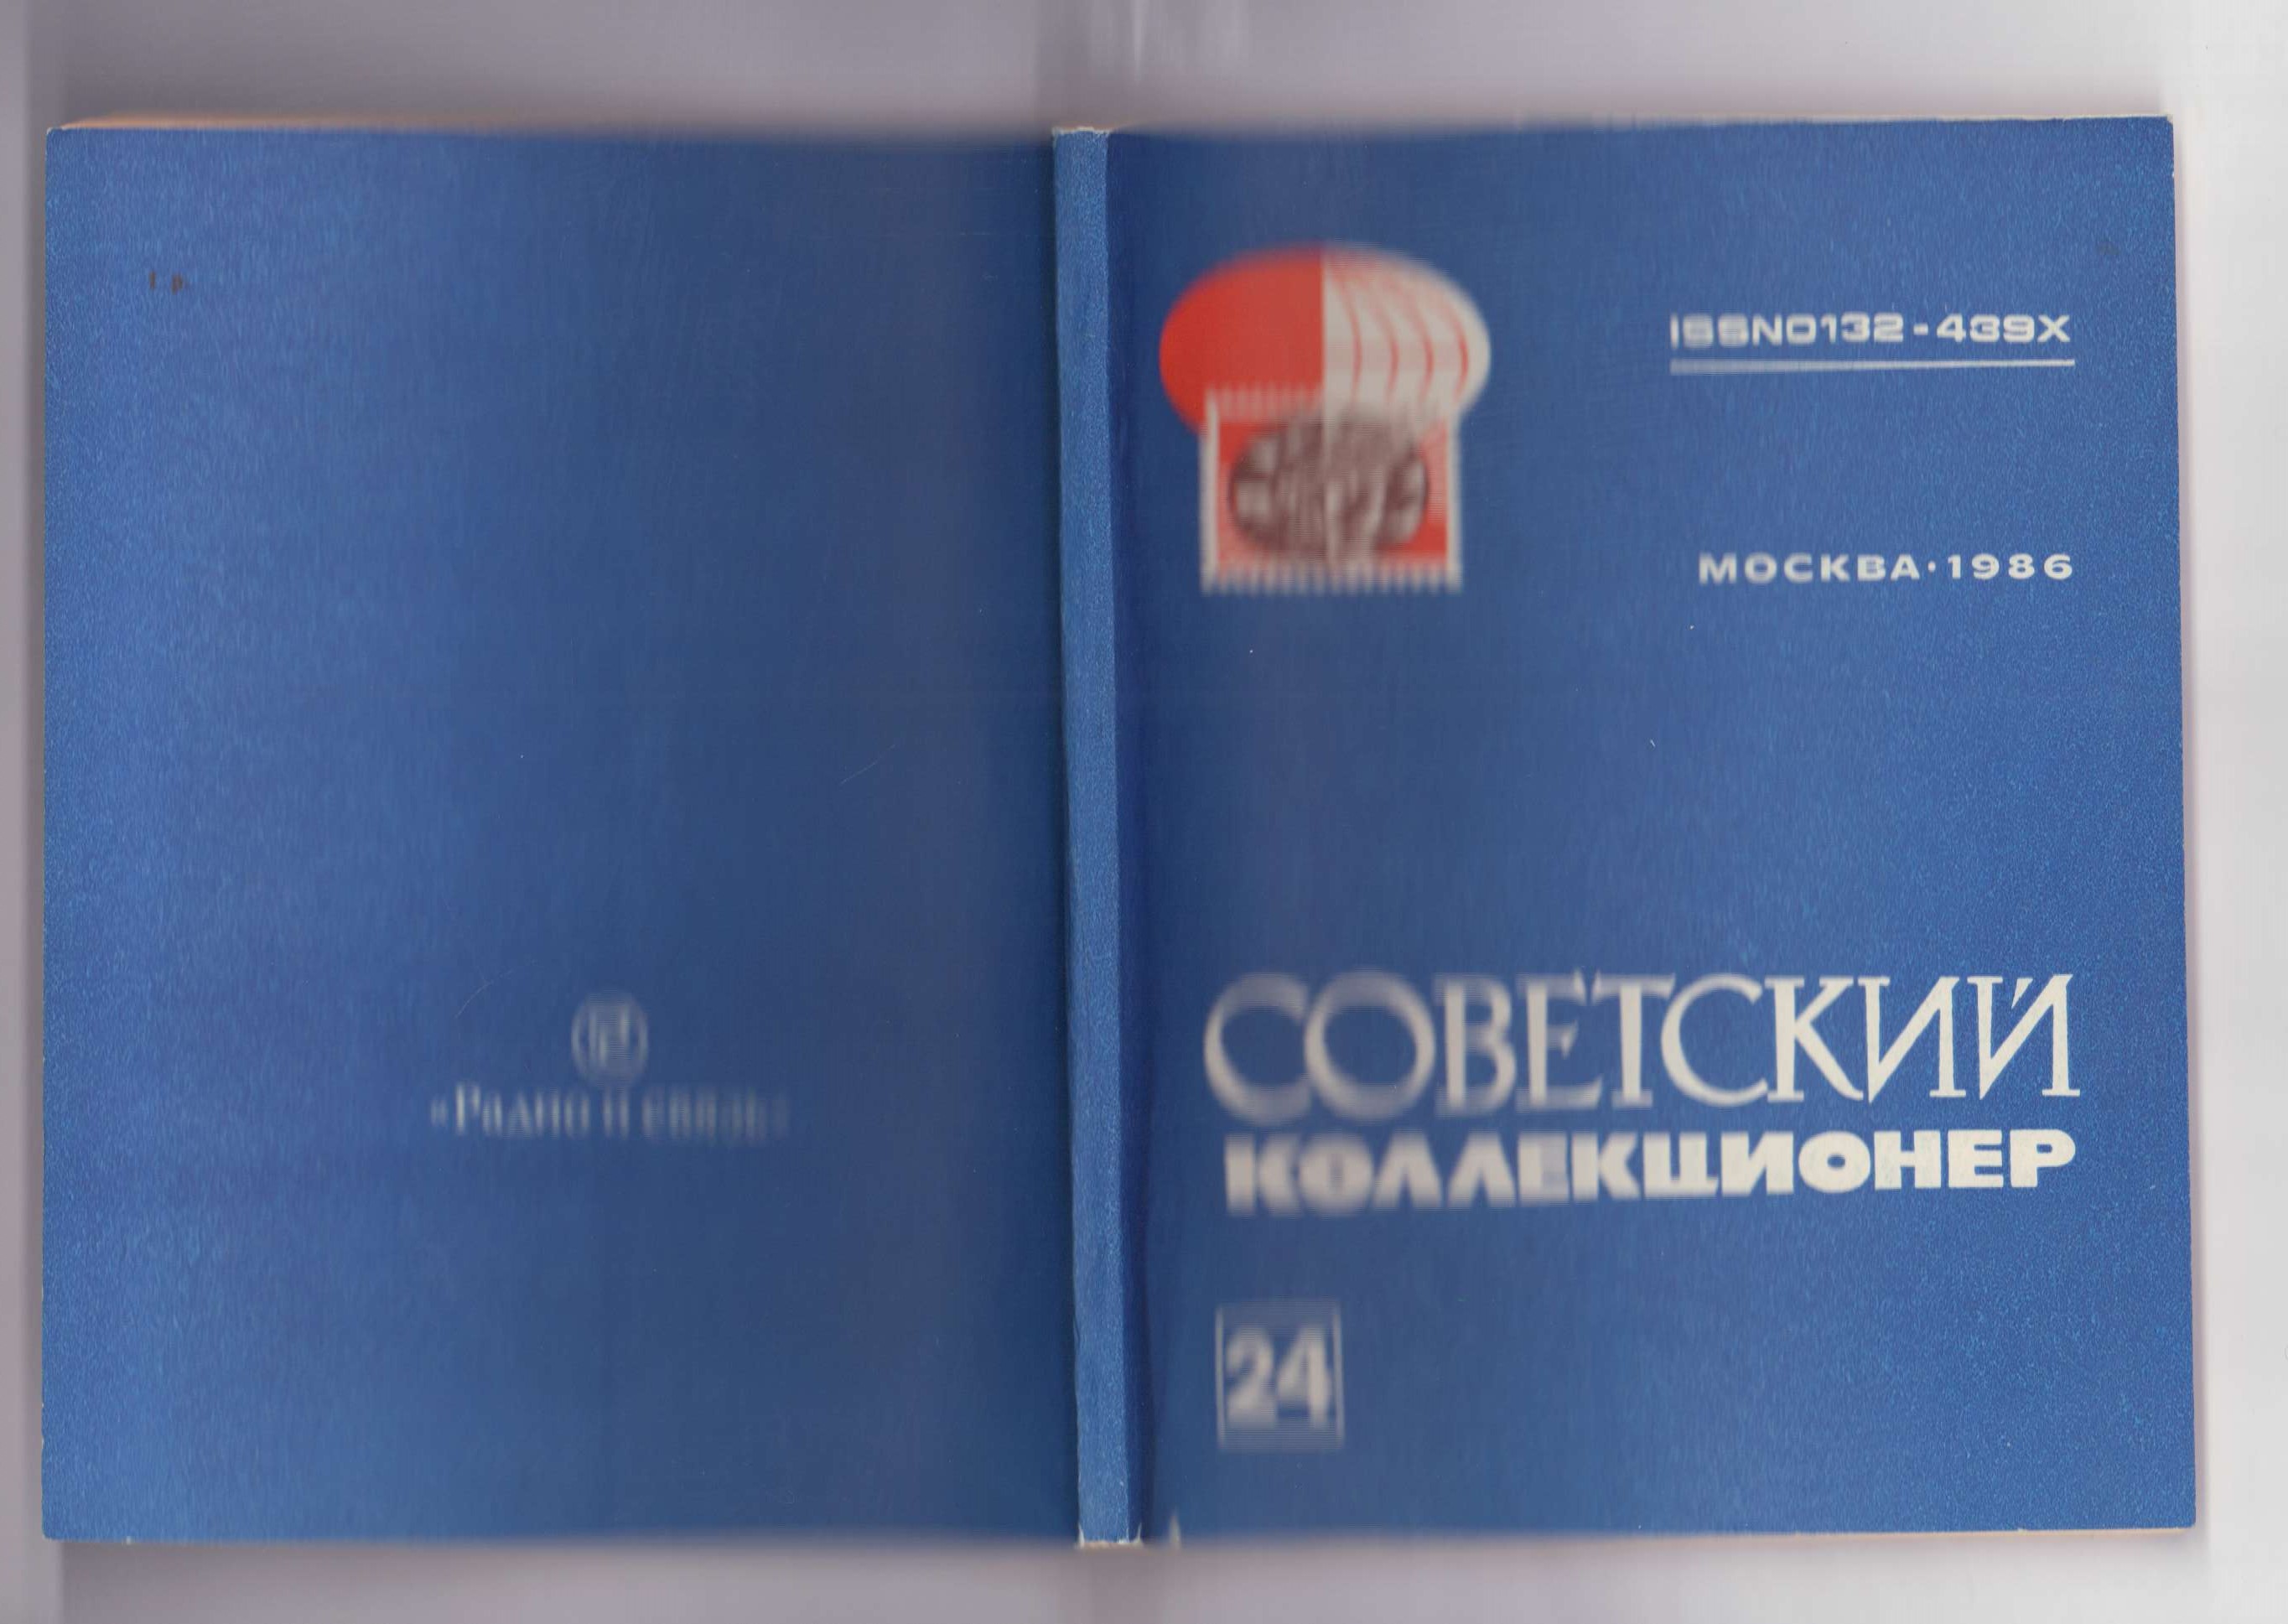 1 р.
«Радио и связь»
ISSN0132-439X
МОСКВА·1986
СОВЕТСКИЙ
КОЛЛЕКЦИОНЕР
24